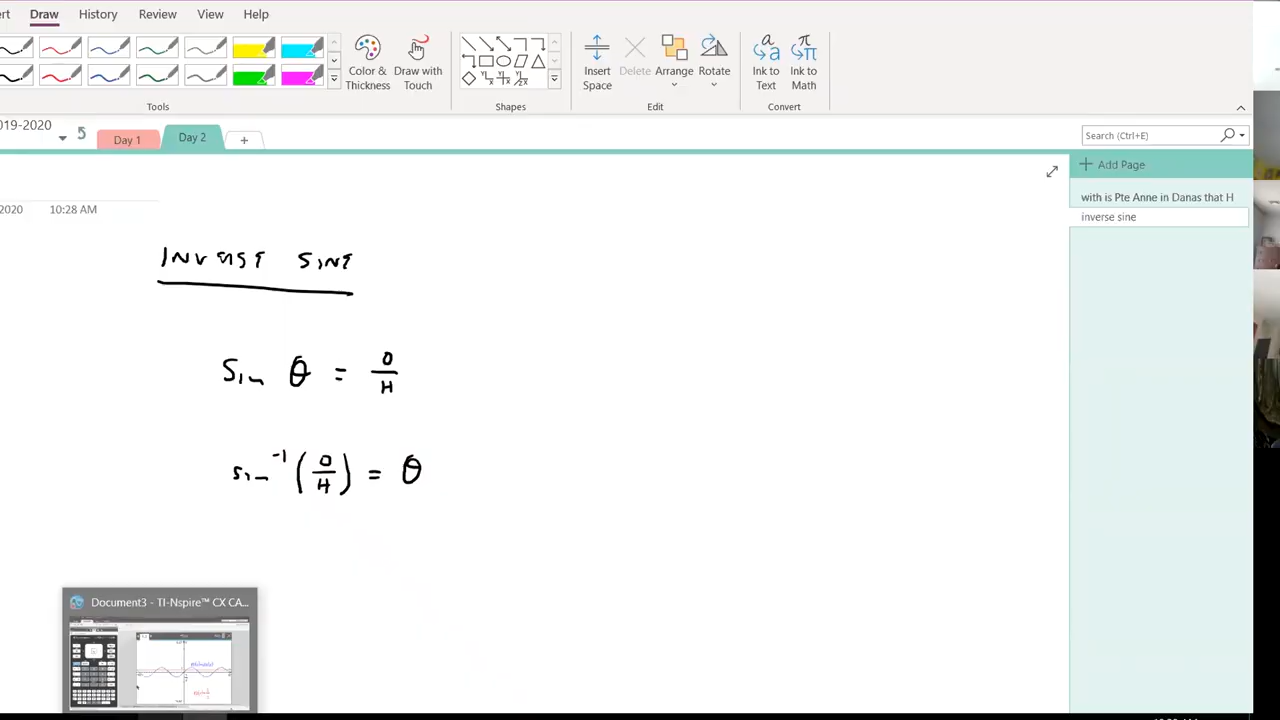 ert Draw History Review View Help
Color & Thickness
Draw with Touch
Insert Space
Delete
Arrange
Rotate
Ink to Text
Ink to Math
Tools
Shapes
Edit
Convert
019-2020
5
Day 1
Day 2
+
Search (Ctrl+E)
Add Page
with is Pte Anne in Danas that H
inverse sine
2020 10:28 AM
INVERSE SINE
Sin θ = O/H
sin⁻¹(O/H) = θ
Document3 - TI-Nspire™ CX CA...